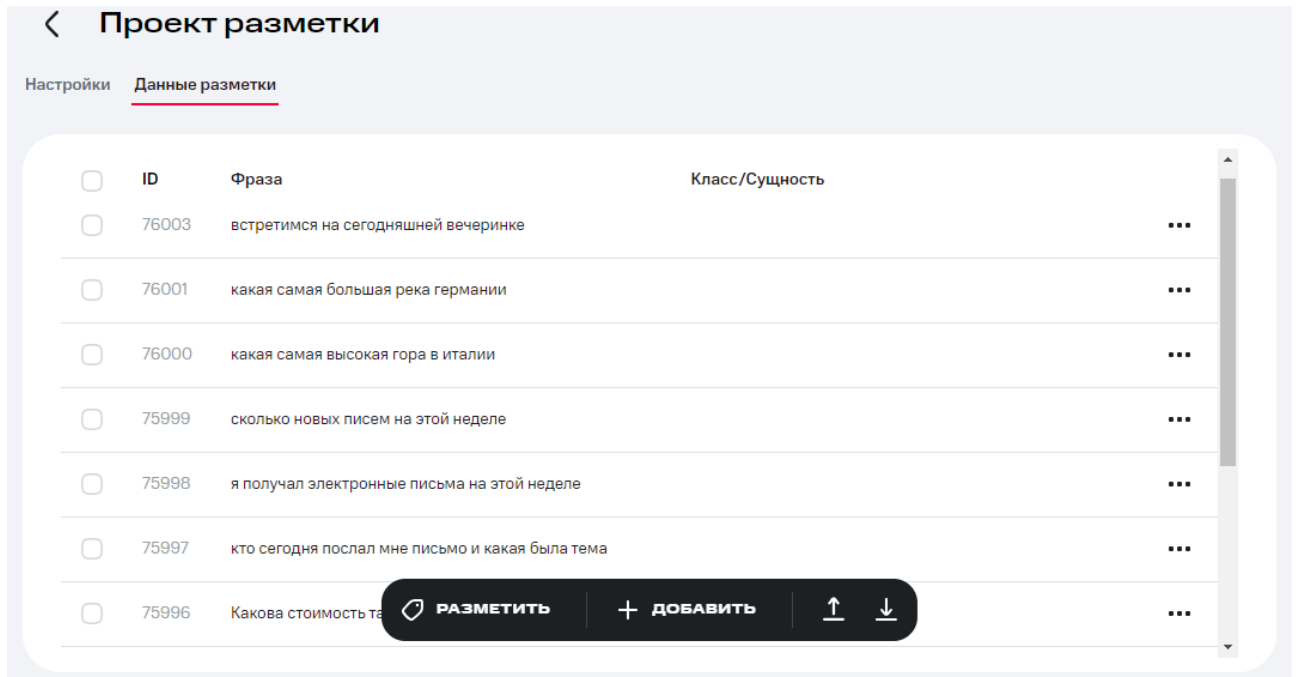 Проект разметки
Настройки Данные разметки
ID Фраза Класс/Сущность
76003 встретимся на сегодняшней вечеринке
76001 какая самая большая река германии
76000 какая самая высокая гора в италии
75999 сколько новых писем на этой неделе
75998 я получал электронные письма на этой неделе
75997 кто сегодня послал мне письмо и какая была тема
75996 Какова стоимость
РАЗМЕТИТЬ ДОБАВИТЬ